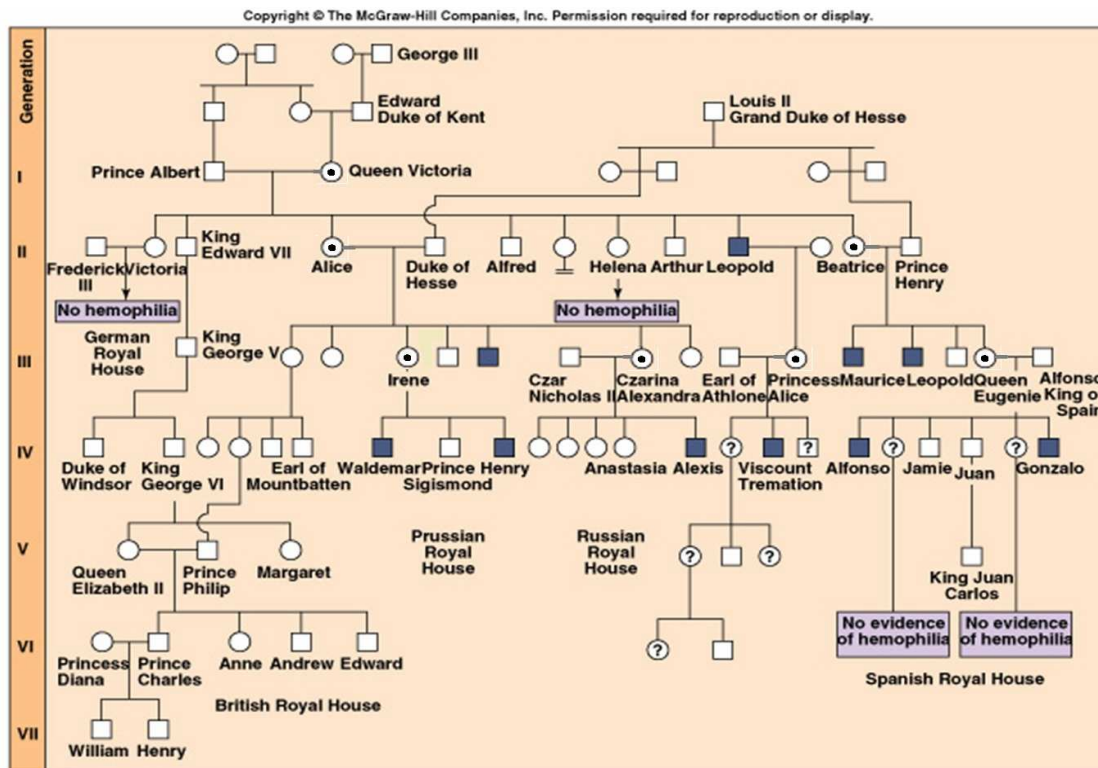 Copyright © The McGraw-Hill Companies, Inc. Permission required for reproduction or display.
Generation
George III
Edward
Duke of Kent
Louis II
Grand Duke of Hesse
I
Prince Albert
Queen Victoria
II
Frederick
III
Victoria
King
Edward VII
Alice
Duke of
Hesse
Alfred
Helena
Arthur
Leopold
Beatrice
Prince
Henry
No hemophilia
No hemophilia
III
German
Royal
House
King
George V
Irene
Czar
Nicholas II
Czarina
Alexandra
Earl of
Athlone
Princess
Alice
Maurice
Leopold
Queen
Eugenie
Alfonso
King o
Spain
IV
?
?
?
?
Duke of
Windsor
King
George VI
Earl of
Mountbatten
Waldemar
Prince
Sigismond
Henry
Anastasia
Alexis
Viscount
Tremation
Alfonso
Jamie
Juan
Gonzalo
V
?
?
Queen
Elizabeth II
Prince
Philip
Margaret
Prussian
Royal
House
Russian
Royal
House
King Juan
Carlos
No evidence
of hemophilia
No evidence
of hemophilia
VI
?
Princess
Diana
Prince
Charles
Anne
Andrew
Edward
Spanish Royal House
British Royal House
VII
William
Henry